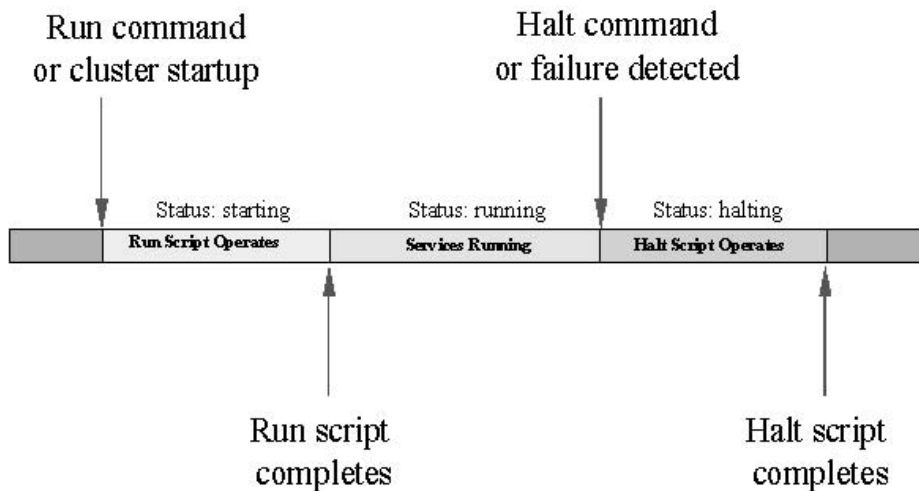 Run command
or cluster startup
Halt command
or failure detected
Status: starting
Status: running
Status: halting
Run Script Operates
Services Running
Halt Script Operates
Run script
completes
Halt script
completes